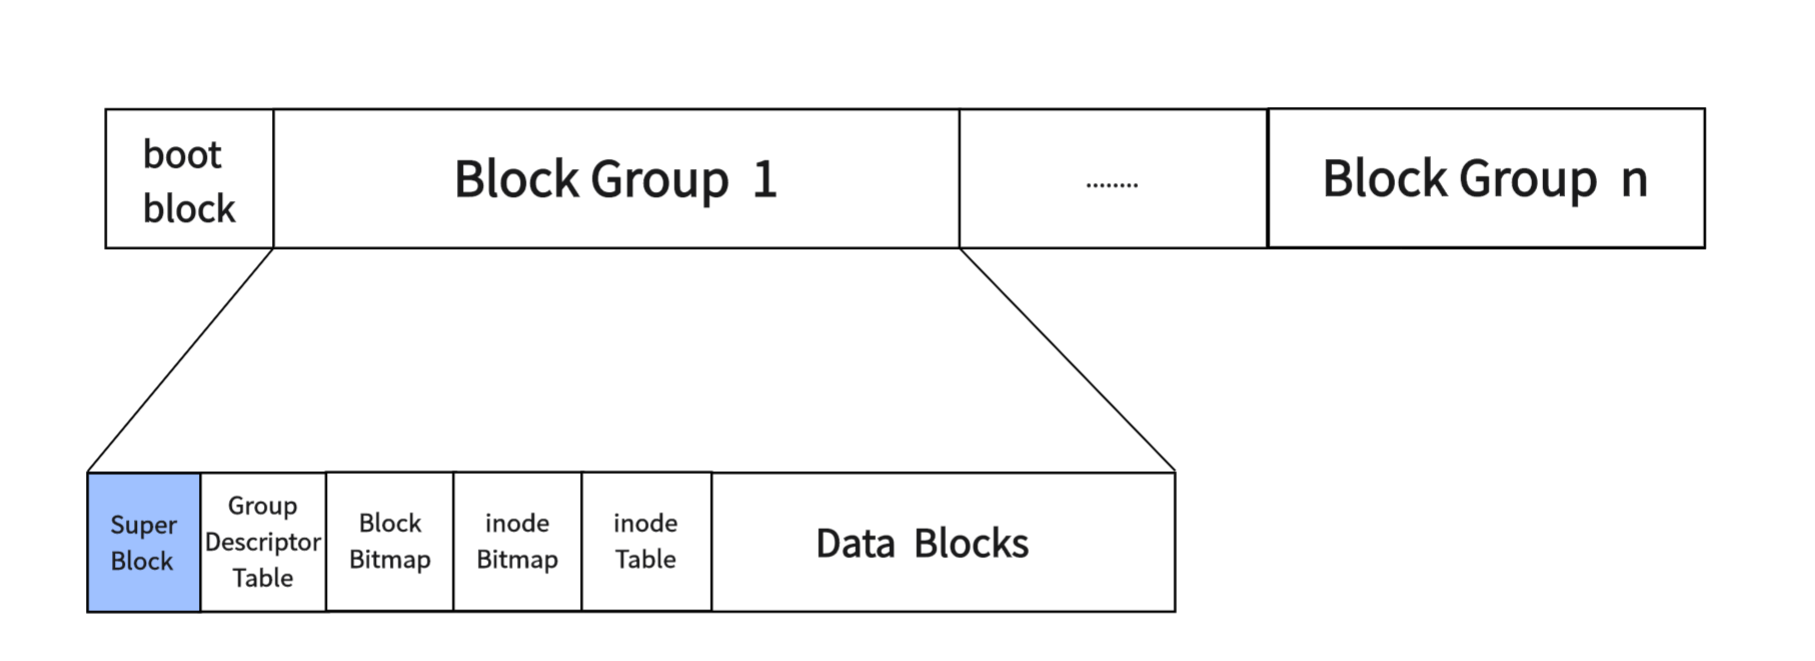 boot
block
Block Group 1
........
Block Group n
Super
Block
Group
Descriptor
Table
Block
Bitmap
inode
Bitmap
inode
Table
Data Blocks